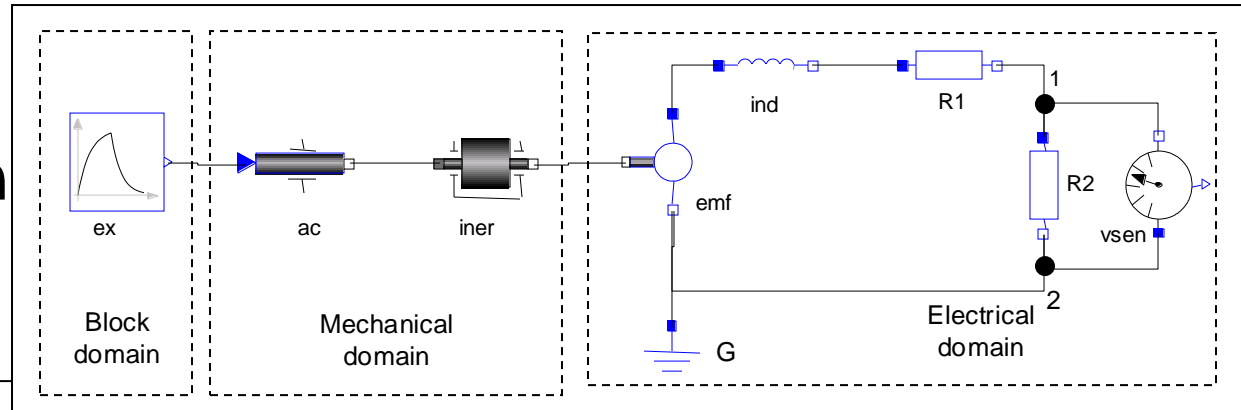 ex
ac
iner
emf
ind
R1
1
R2
vsen
2
G
Block
domain
Mechanical
domain
Electrical
domain